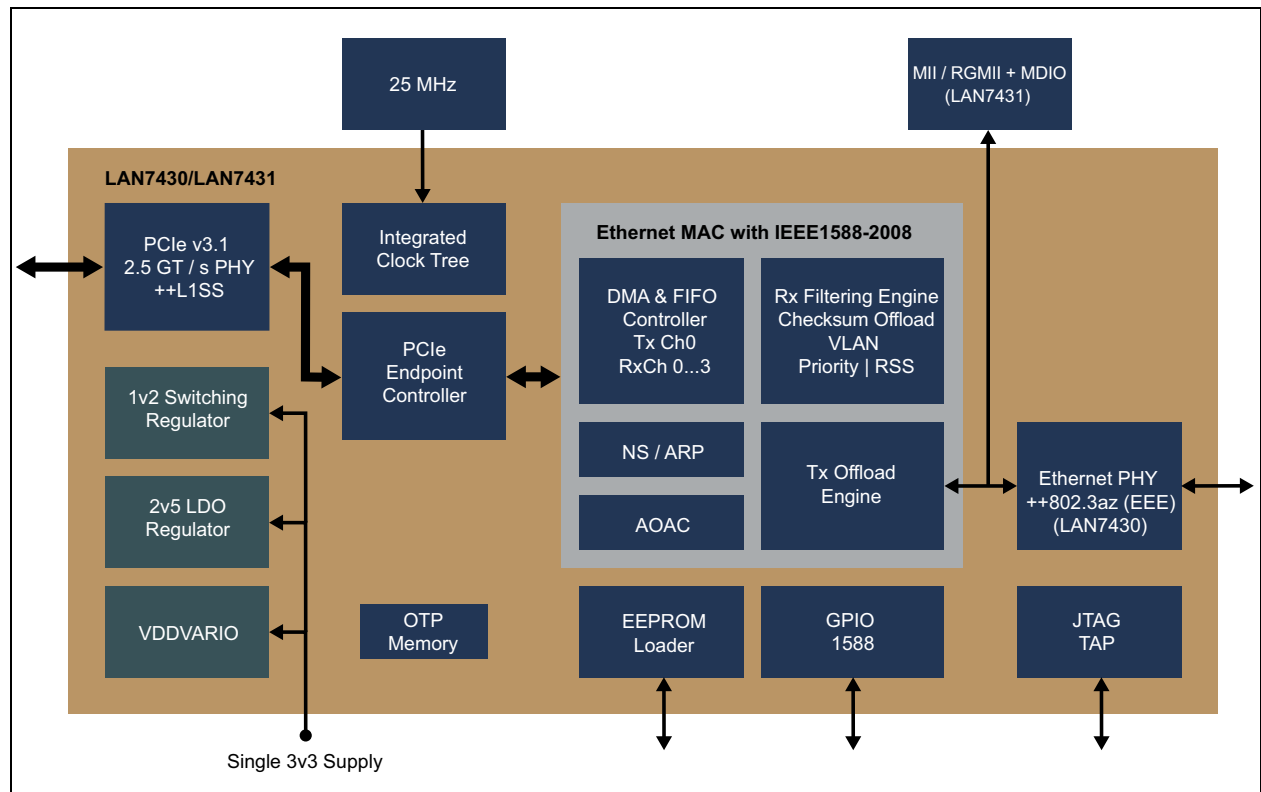 25 MHz
MII / RGMII + MDIO
(LAN7431)
LAN7430/LAN7431
PCIe v3.1
2.5 GT / s PHY
++L1SS
Integrated
Clock Tree
PCIe
Endpoint
Controller
Ethernet MAC with IEEE1588-2008
DMA & FIFO
Controller
Tx Ch0
RxCh 0...3
Rx Filtering Engine
Checksum Offload
VLAN
Priority | RSS
NS / ARP
AOAC
Tx Offload
Engine
Ethernet PHY
++802.3az (EEE)
(LAN7430)
1v2 Switching
Regulator
2v5 LDO
Regulator
VDDVARIO
OTP
Memory
EEPROM
Loader
GPIO
1588
JTAG
TAP
Single 3v3 Supply